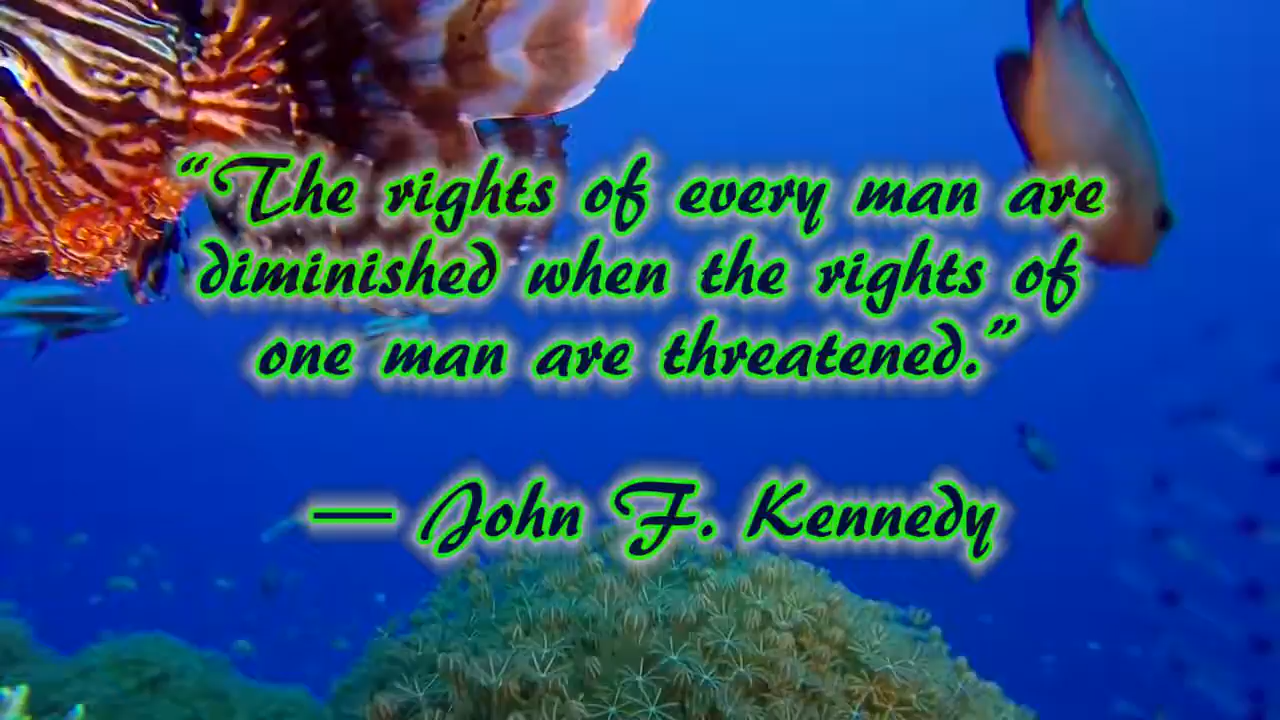 “The rights of every man are
diminished when the rights of
one man are threatened.”
— John F. Kennedy